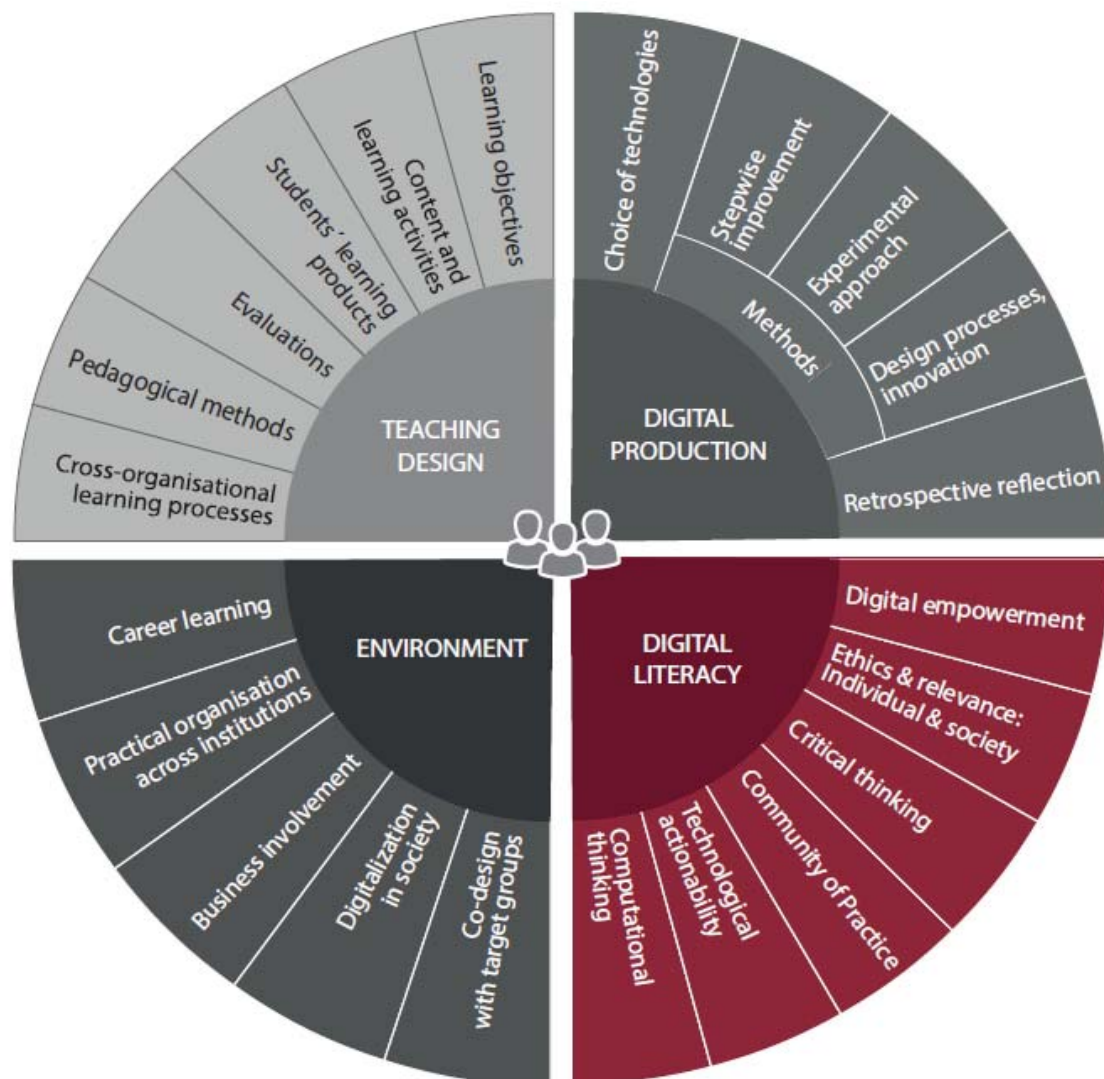 Learning objectives
Content and
learning activities
Students´ learning
products
Evaluations
Pedagogical methods
Cross-organisational
learning processes
TEACHING
DESIGN
Choice of technologies
Stepwise
improvement
Experimental
approach
Design processes,
innovation
Methods
Retrospective reflection
DIGITAL
PRODUCTION
Career learning
Practical organisation
across institutions
Business involvement
Digitalization
in society
Co-design
with target groups
ENVIRONMENT
DIGITAL
LITERACY
Digital empowerment
Ethics & relevance:
Individual & society
Critical thinking
Community of Practice
Technological
actionability
Computational
thinking